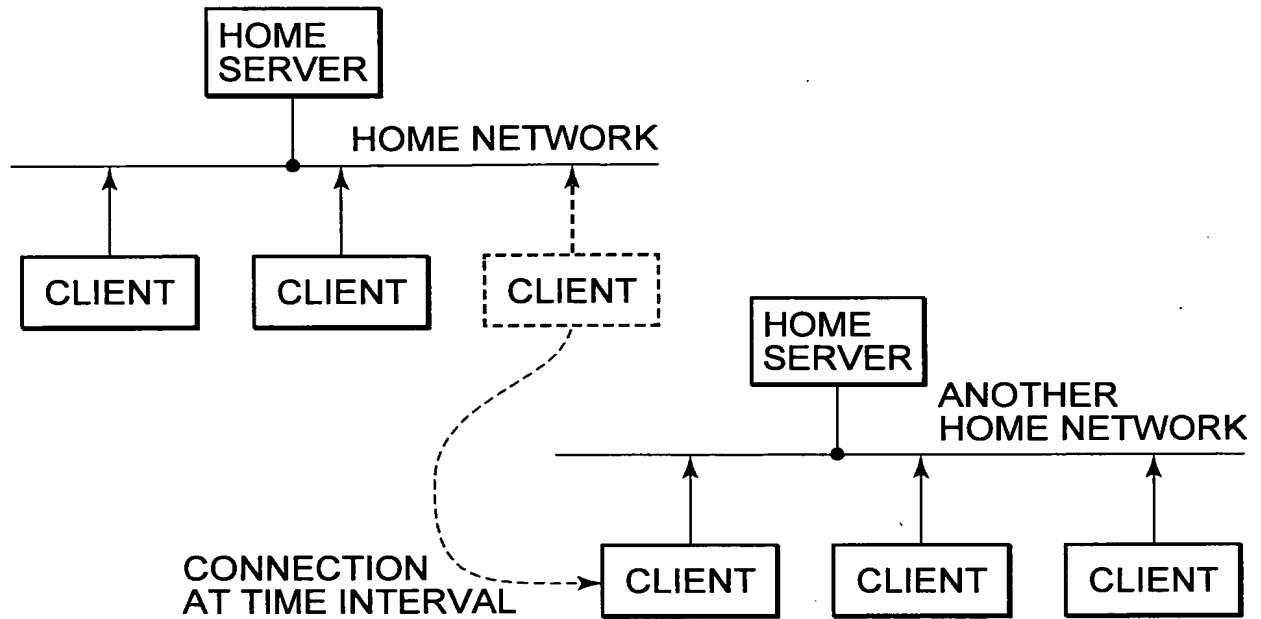 HOME
SERVER
HOME NETWORK
CLIENT
CLIENT
CLIENT
HOME
SERVER
ANOTHER
HOME NETWORK
CONNECTION
AT TIME INTERVAL
CLIENT
CLIENT
CLIENT